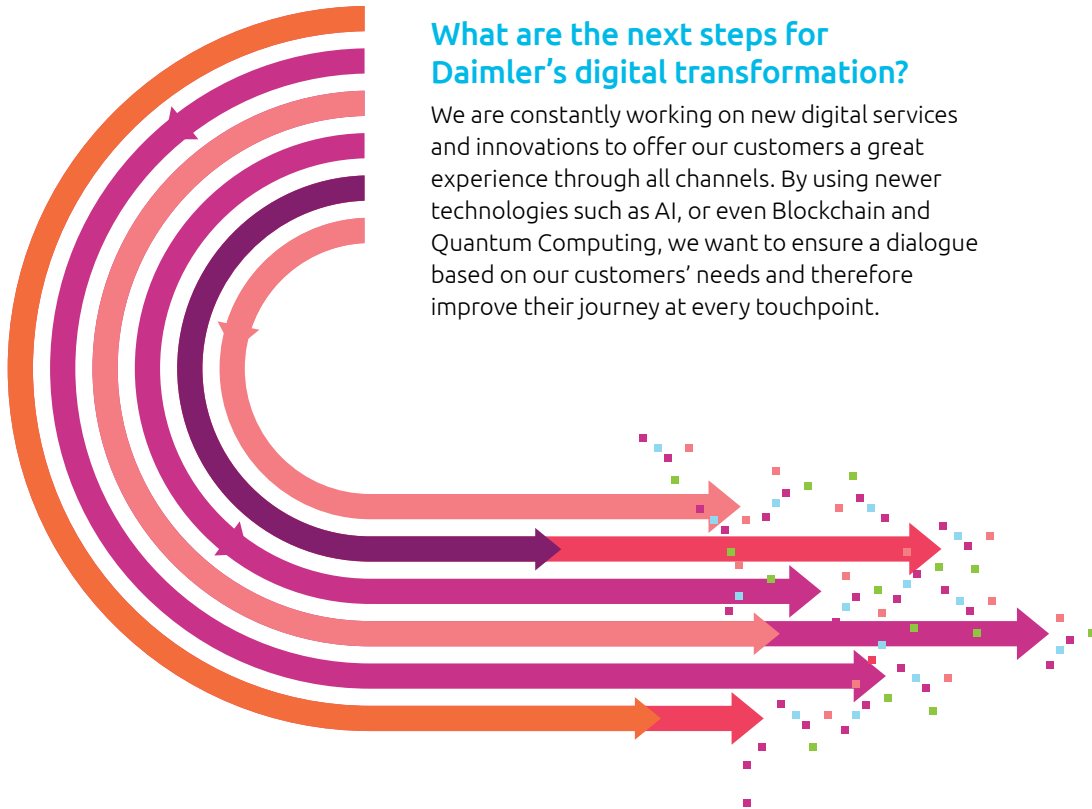 What are the next steps for
Daimler’s digital transformation?
We are constantly working on new digital services
and innovations to offer our customers a great
experience through all channels. By using newer
technologies such as AI, or even Blockchain and
Quantum Computing, we want to ensure a dialogue
based on our customers’ needs and therefore
improve their journey at every touchpoint.